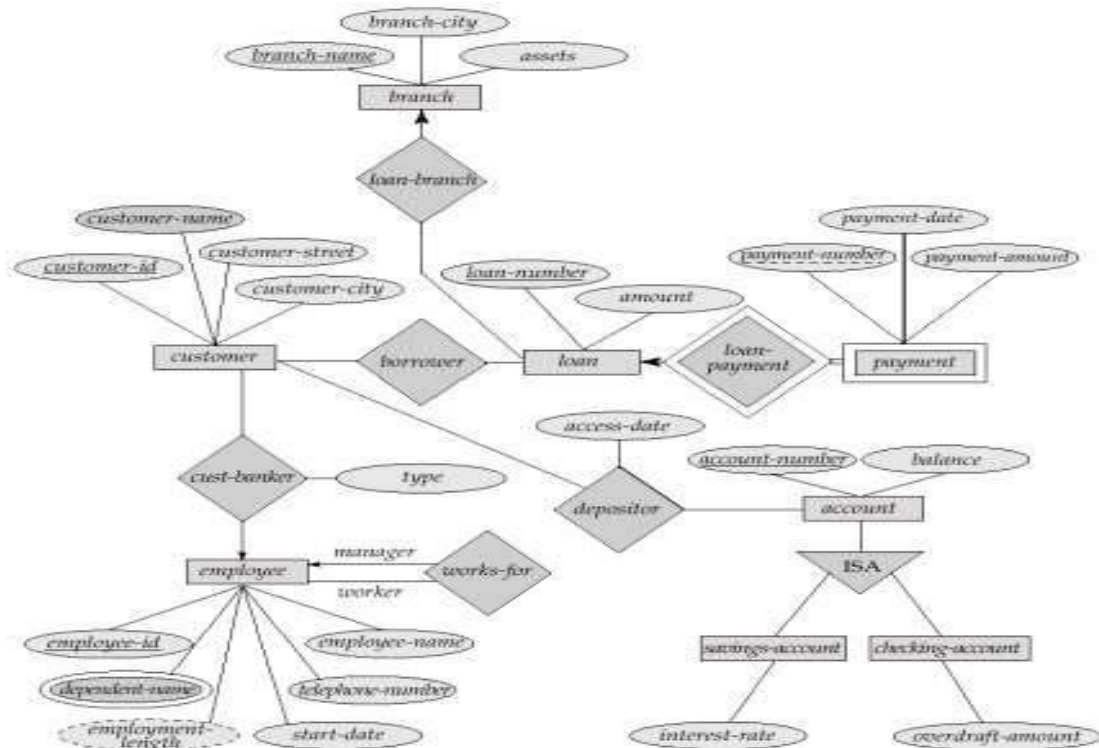 branch-city
branch-name
assets
branch
loan-branch
customer-name
payment-date
customer-id
customer-street
loan-number
payment-number
payment-amount
customer-city
amount
customer
borrower
loan
loan-
payment
payment
access-date
account-number
balance
cust-banker
type
depositor
account
manager
employee
works-for
worker
ISA
employee-id
employee-name
savings-account
checking-account
dependent-name
telephone-number
employment-
length
start-date
interest-rate
overdraft-amount